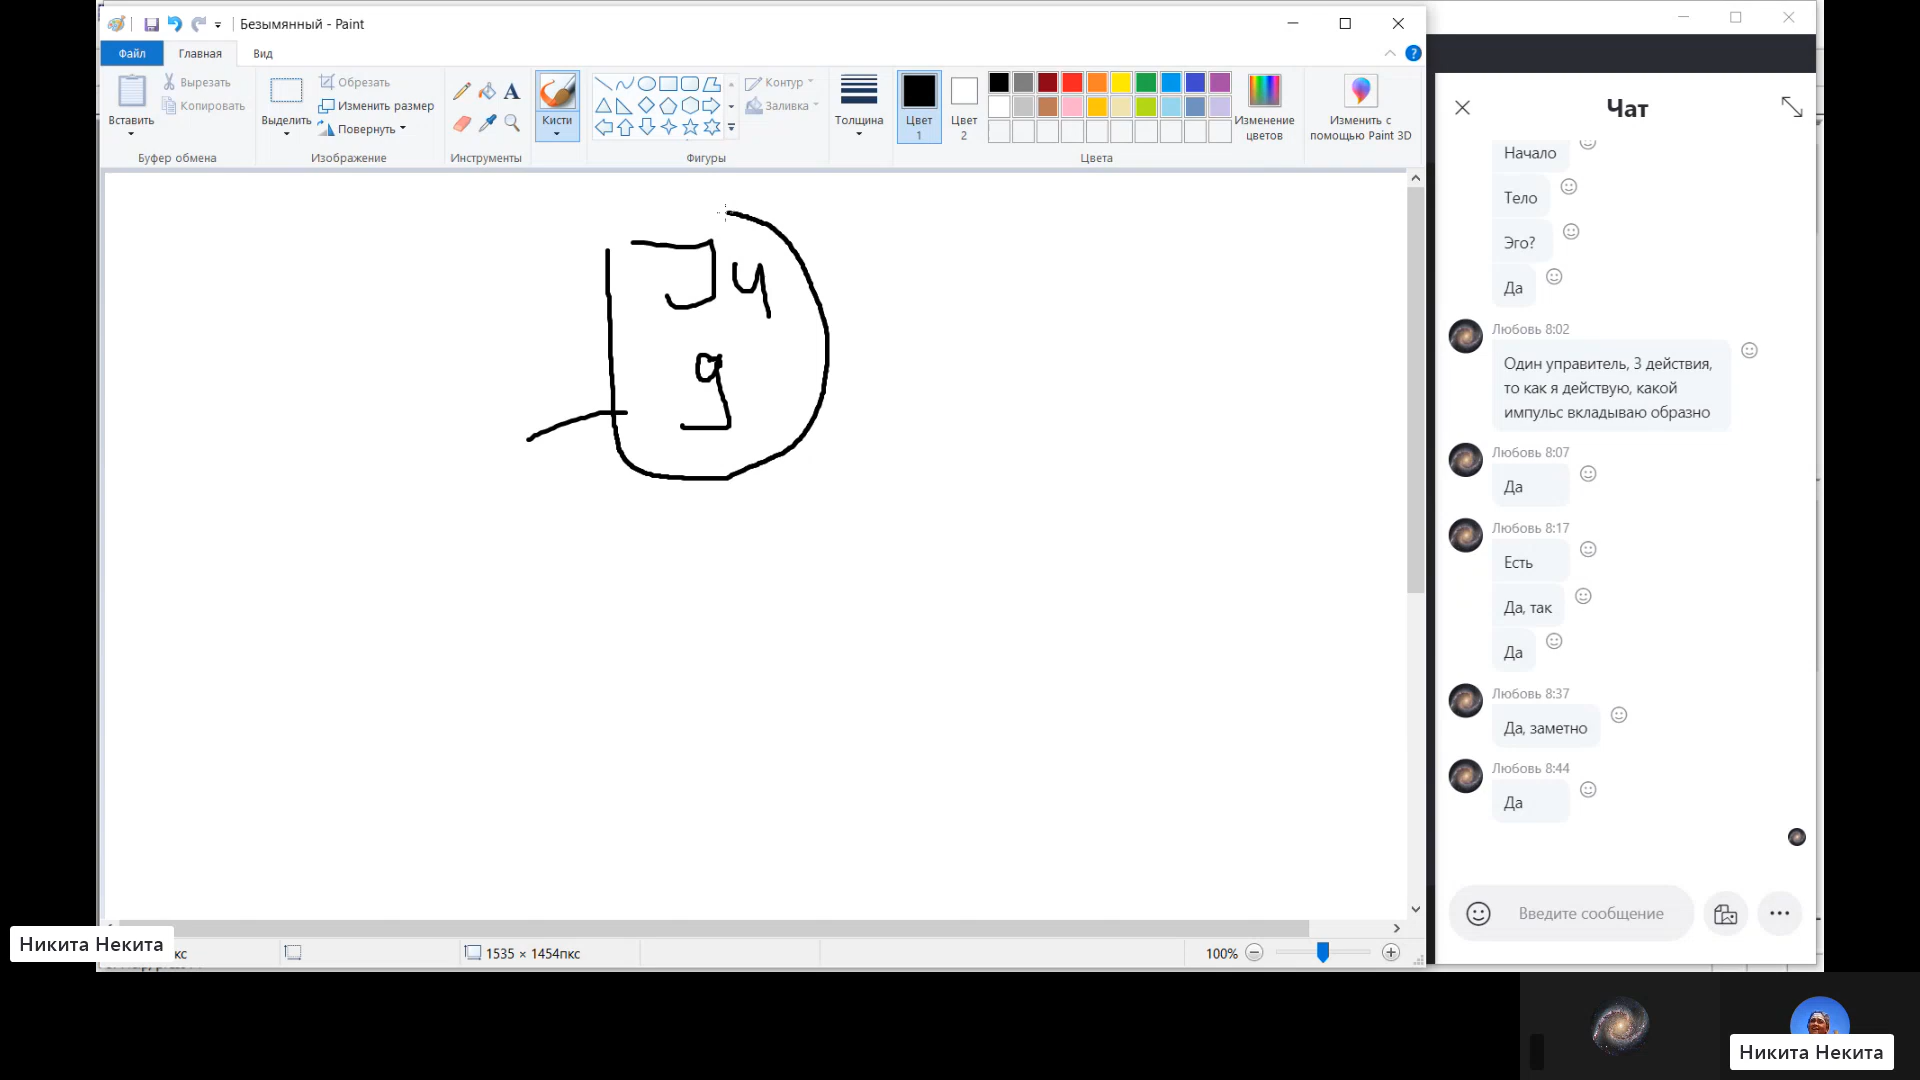 Безымянный - Paint
Файл
Главная
Вид
Вставить
Вырезать
Копировать
Буфер обмена
Выделить
Обрезать
Изменить размер
Повернуть
Изображение
A
Инструменты
Кисти
Контур
Заливка
Фигуры
Толщина
Цвет
1
Цвет
2
Изменение
цветов
Цвета
Изменить с
помощью Paint 3D
?
1535 × 1454пкс
100%
Чат
Начало
Тело
Эго?
Да
Любовь 8:02
Один управитель, 3 действия,
то как я действую, какой
импульс вкладываю образно
Любовь 8:07
Да
Любовь 8:17
Есть
Да, так
Да
Любовь 8:37
Да, заметно
Любовь 8:44
Да
Введите сообщение
Никита Некита
кс
Никита Некита